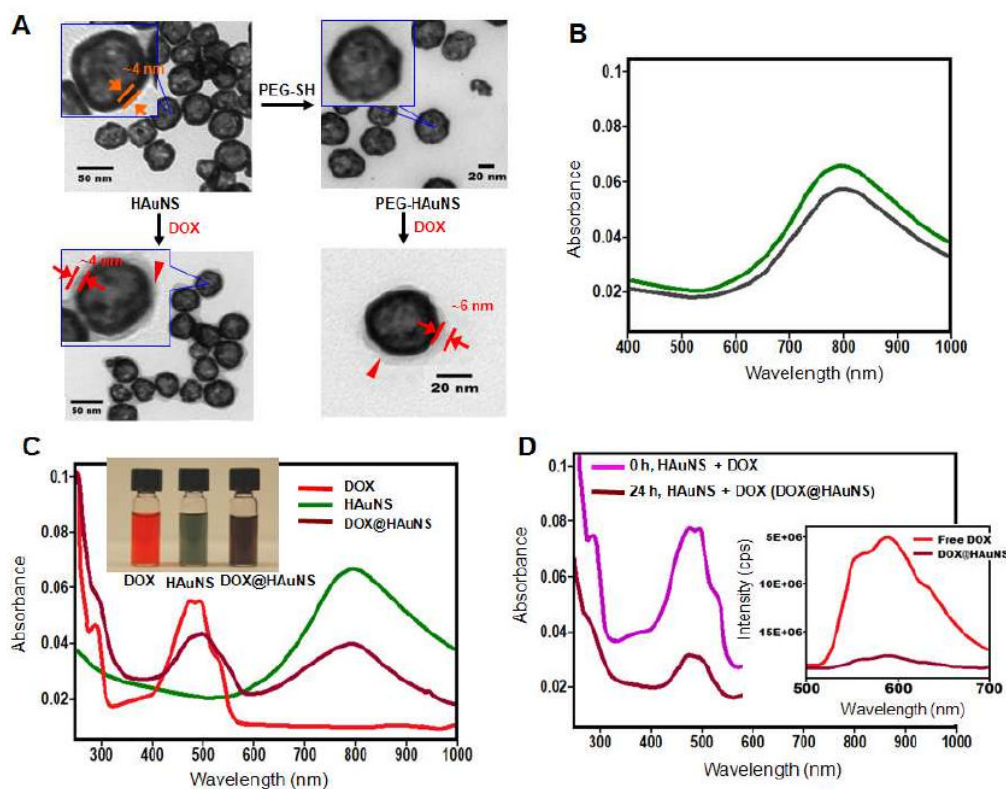 A
~4 nm
50 nm
HAuNS
PEG-SH
20 nm
PEG-HAuNS
DOX
DOX
~4 nm
50 nm
~6 nm
20 nm
B
Absorbance
0.1
0.08
0.06
0.04
0.02
400 500 600 700 800 900 1000
Wavelength (nm)
C
Absorbance
0.1
0.08
0.06
0.04
0.02
DOX
HAuNS
DOX@HAuNS
DOX HAuNS DOX@HAuNS
300 400 500 600 700 800 900 1000
Wavelength (nm)
D
Absorbance
0.1
0.08
0.06
0.04
0.02
0 h, HAuNS + DOX
24 h, HAuNS + DOX (DOX@HAuNS)
300 400 500 600 700 800 900 1000
Wavelength (nm)
Intensity (cps)
5E+06
10E+06
15E+06
Free DOX
DOX@HAuNS
500 600 700
Wavelength (nm)